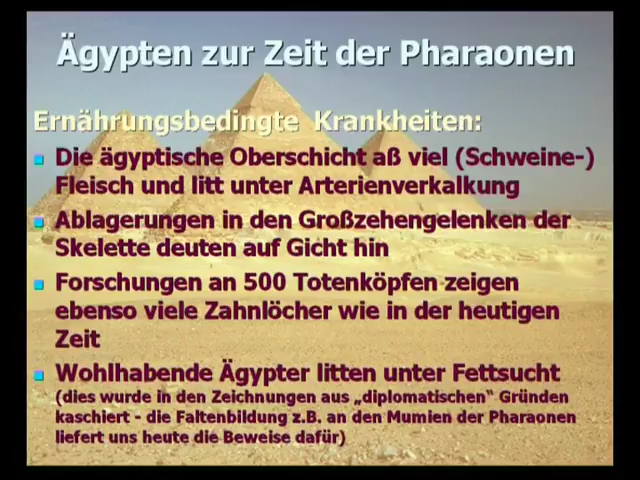 Ägypten zur Zeit der Pharaonen
Ernährungsbedingte Krankheiten:
Die ägyptische Oberschicht aß viel (Schweine-)
Fleisch und litt unter Arterienverkalkung
Ablagerungen in den Großzehengelenken der
Skelette deuten auf Gicht hin
Forschungen an 500 Totenköpfen zeigen
ebenso viele Zahnlöcher wie in der heutigen
Zeit
Wohlhabende Ägypter litten unter Fettsucht
(dies wurde in den Zeichnungen aus „diplomatischen“ Gründen
kaschiert - die Faltenbildung z.B. an den Mumien der Pharaonen
liefert uns heute die Beweise dafür)